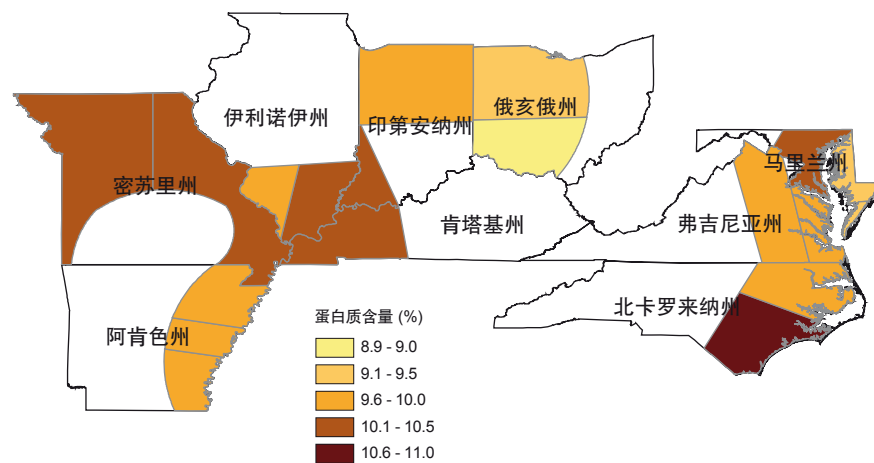 伊利诺伊州
印第安纳州
俄亥俄州
密苏里州
肯塔基州
马里兰州
弗吉尼亚州
北卡罗来纳州
阿肯色州
蛋白质含量 (%)
8.9 - 9.0
9.1 - 9.5
9.6 - 10.0
10.1 - 10.5
10.6 - 11.0